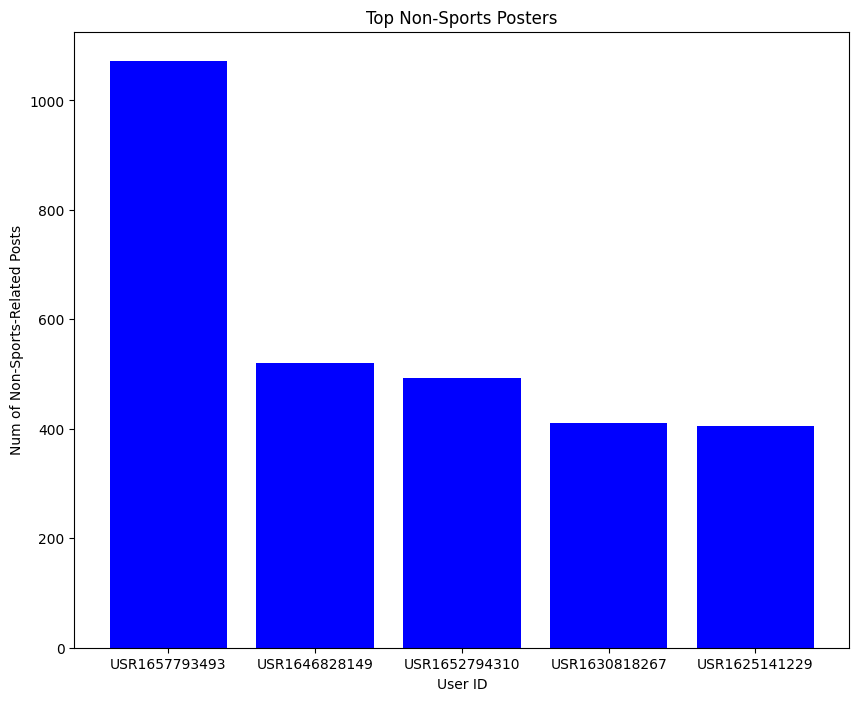 Top Non-Sports Posters
Num of Non-Sports-Related Posts
1000
800
600
400
200
0
USR1657793493 USR1646828149 USR1652794310 USR1630818267 USR1625141229
User ID